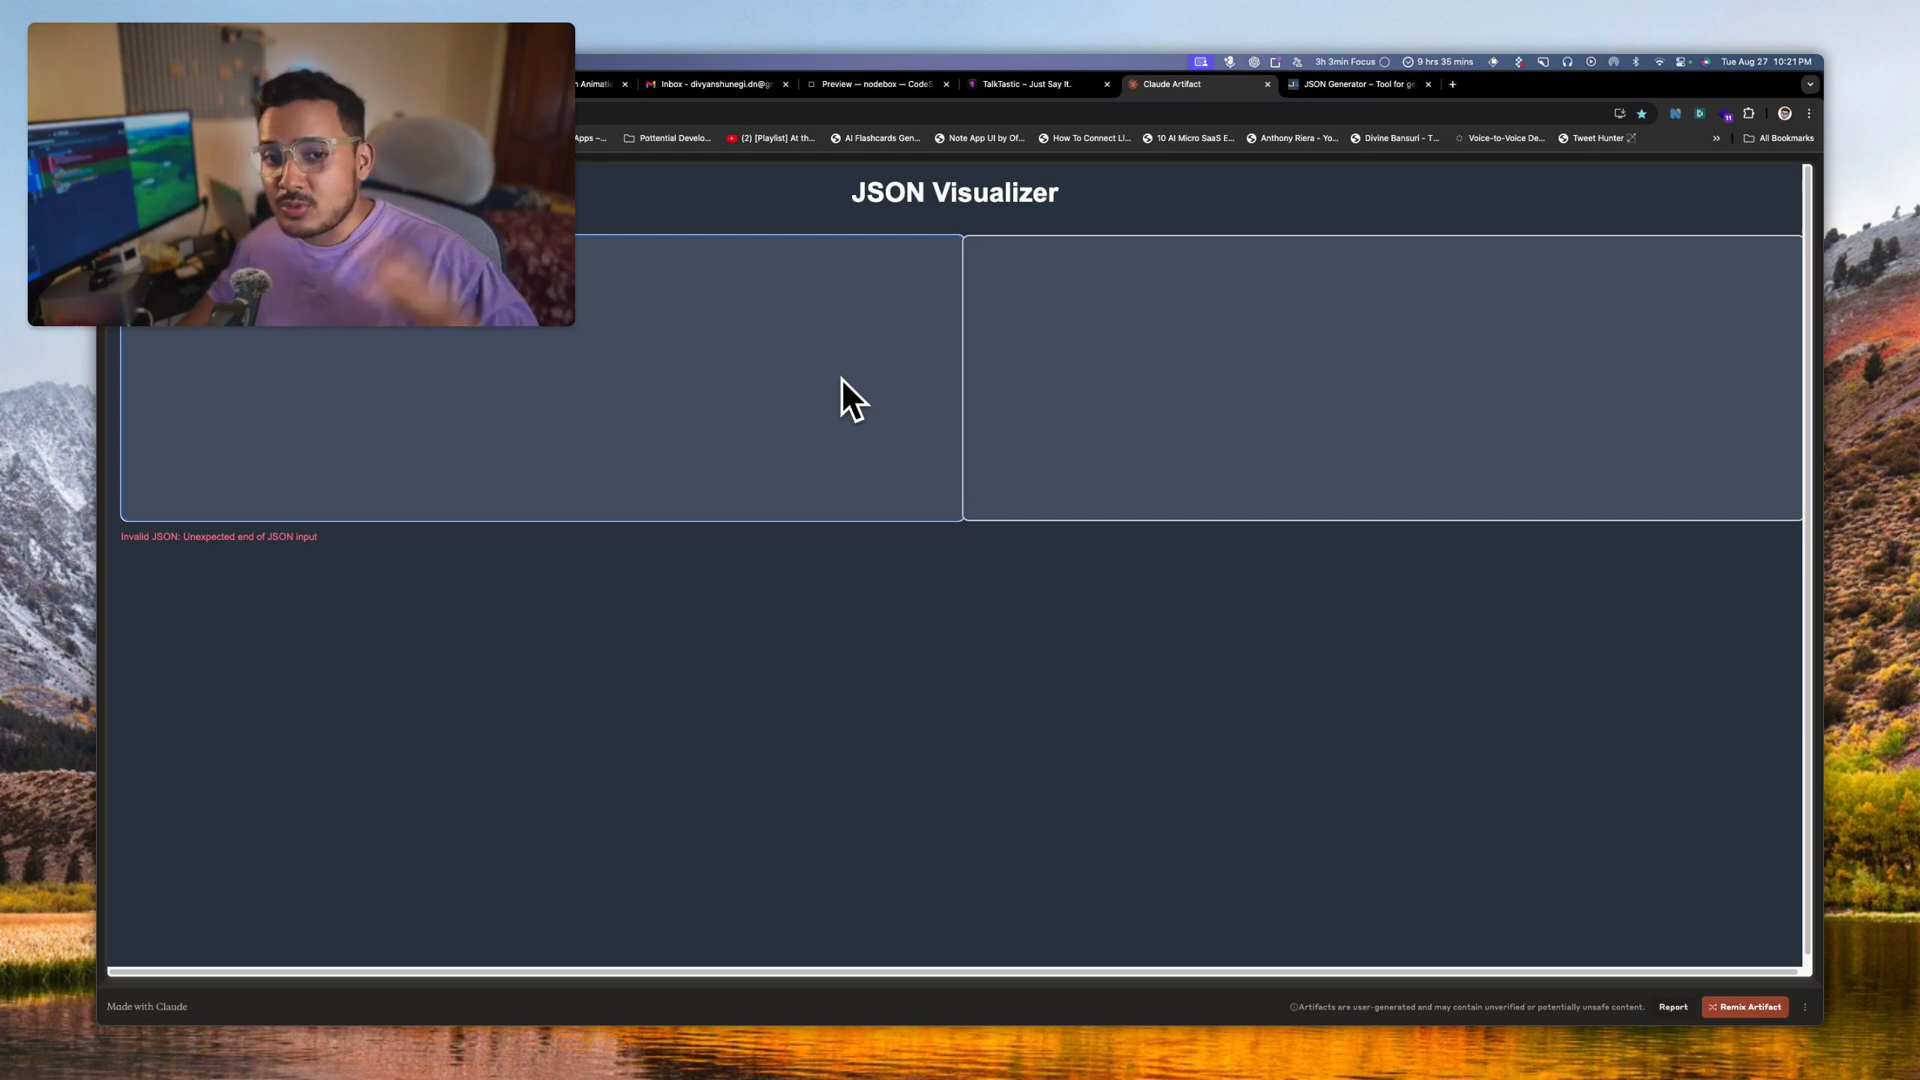 3h 3min Focus
9 hrs 35 mins
Tue Aug 27 10:21 PM
n Animatic
Inbox - divyanshunegi.dn@g
Preview — nodebox — CodeS
TalkTastic – Just Say It.
Claude Artifact
JSON Generator – Tool for ge
11
Apps –...
Pottential Develo...
(2) [Playlist] At th...
AI Flashcards Gen...
Note App UI by Of...
How To Connect LI...
10 AI Micro SaaS E...
Anthony Riera - Yo...
Divine Bansuri - T...
Voice-to-Voice De...
Tweet Hunter
All Bookmarks
JSON Visualizer
Invalid JSON: Unexpected end of JSON input
Made with Claude
Artifacts are user-generated and may contain unverified or potentially unsafe content.
Report
Remix Artifact